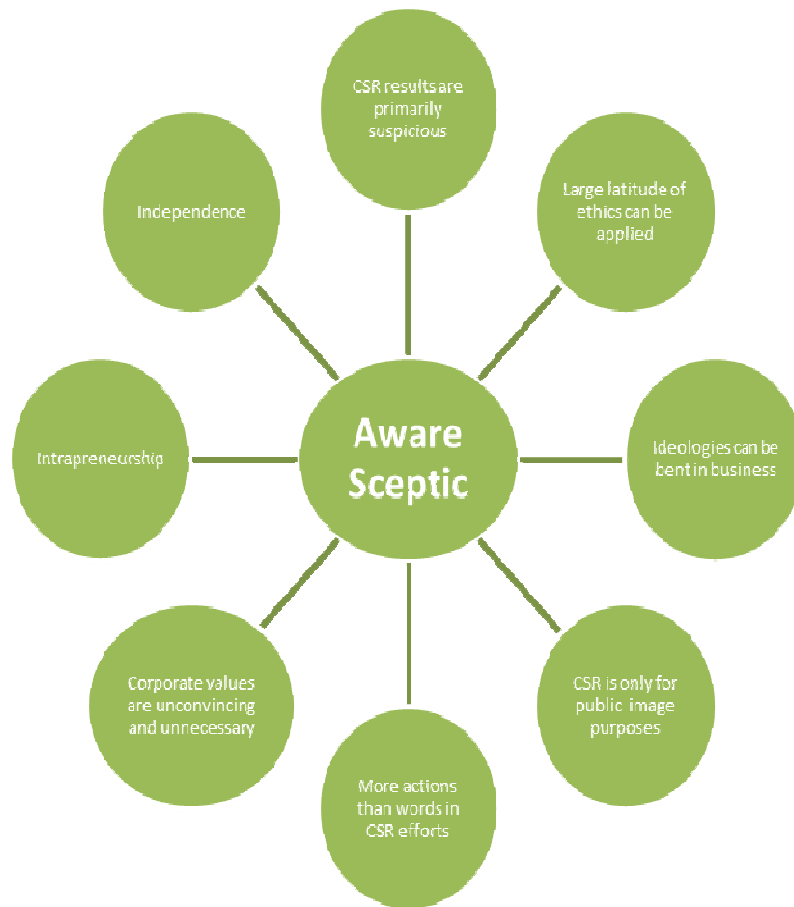 CSR results are
primarily
suspicious
Large latitude of
ethics can be
applied
Ideologies can be
bent in business
CSR is only for
public image
purposes
More actions
than words in
CSR efforts
Corporate values
are unconvincing
and unnecessary
Intrapreneurship
Independence
Aware
Sceptic